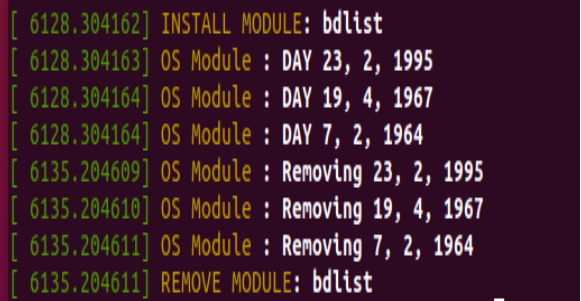 [ 6128.304162] INSTALL MODULE: bdlist
[ 6128.304163] OS Module : DAY 23, 2, 1995
[ 6128.304164] OS Module : DAY 19, 4, 1967
[ 6128.304164] OS Module : DAY 7, 2, 1964
[ 6135.204609] OS Module : Removing 23, 2, 1995
[ 6135.204610] OS Module : Removing 19, 4, 1967
[ 6135.204611] OS Module : Removing 7, 2, 1964
[ 6135.204611] REMOVE MODULE: bdlist